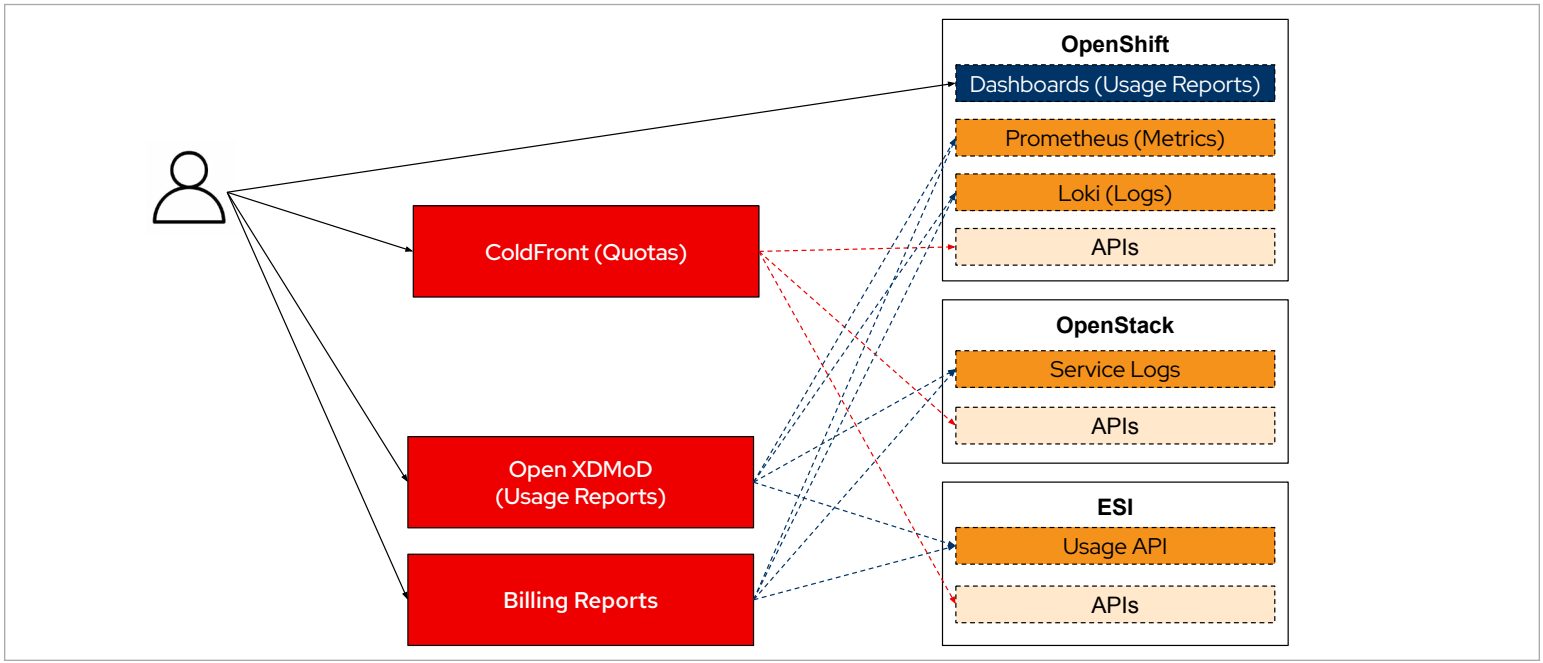 OpenShift
Dashboards (Usage Reports)
Prometheus (Metrics)
Loki (Logs)
APIs
ColdFront (Quotas)
OpenStack
Service Logs
APIs
Open XDMoD
(Usage Reports)
ESI
Usage API
APIs
Billing Reports